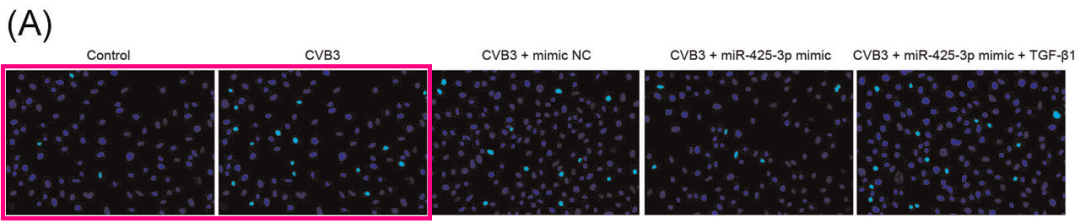 (A)
Control CVB3 CVB3 + mimic NC CVB3 + miR-425-3p mimic CVB3 + miR-425-3p mimic + TGF-β1